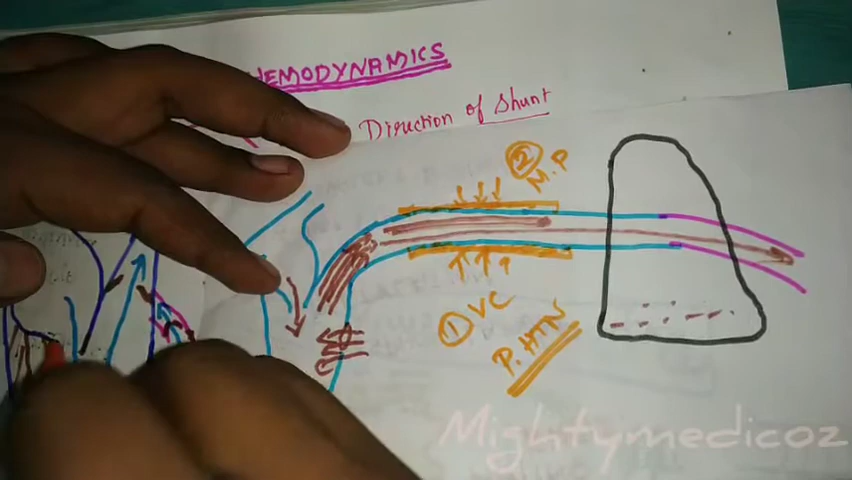 HEMODYNAMICS
Direction of Shunt
② M.P
① VC
P. HTN
Mightymedicoz